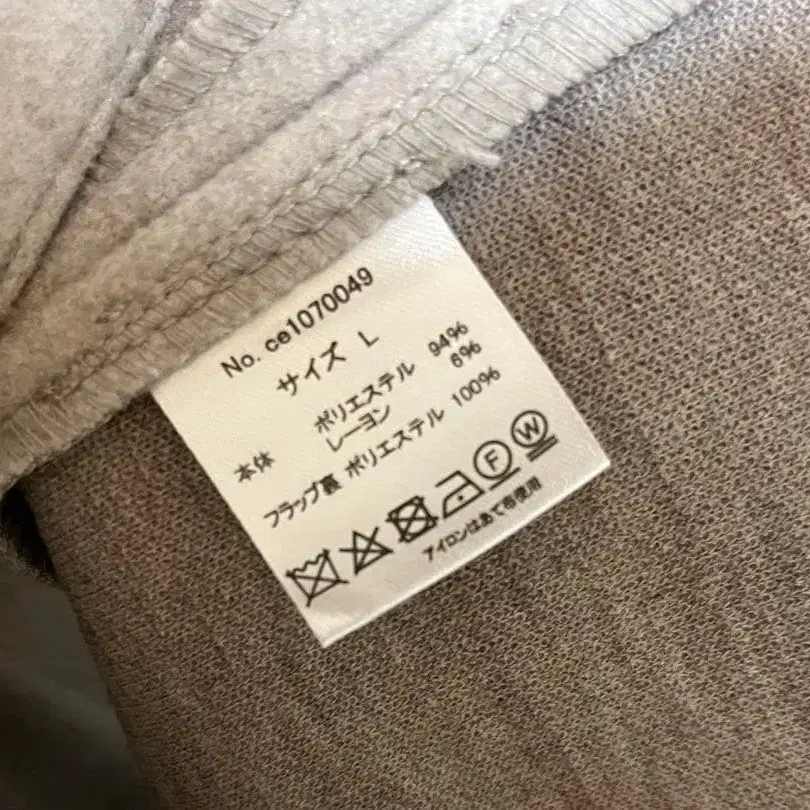 No. ce1070049
サイズ L
本体 ポリエステル 94%
レーヨン 6%
フラップ裏 ポリエステル 100%
F W
アイロンはあて布使用